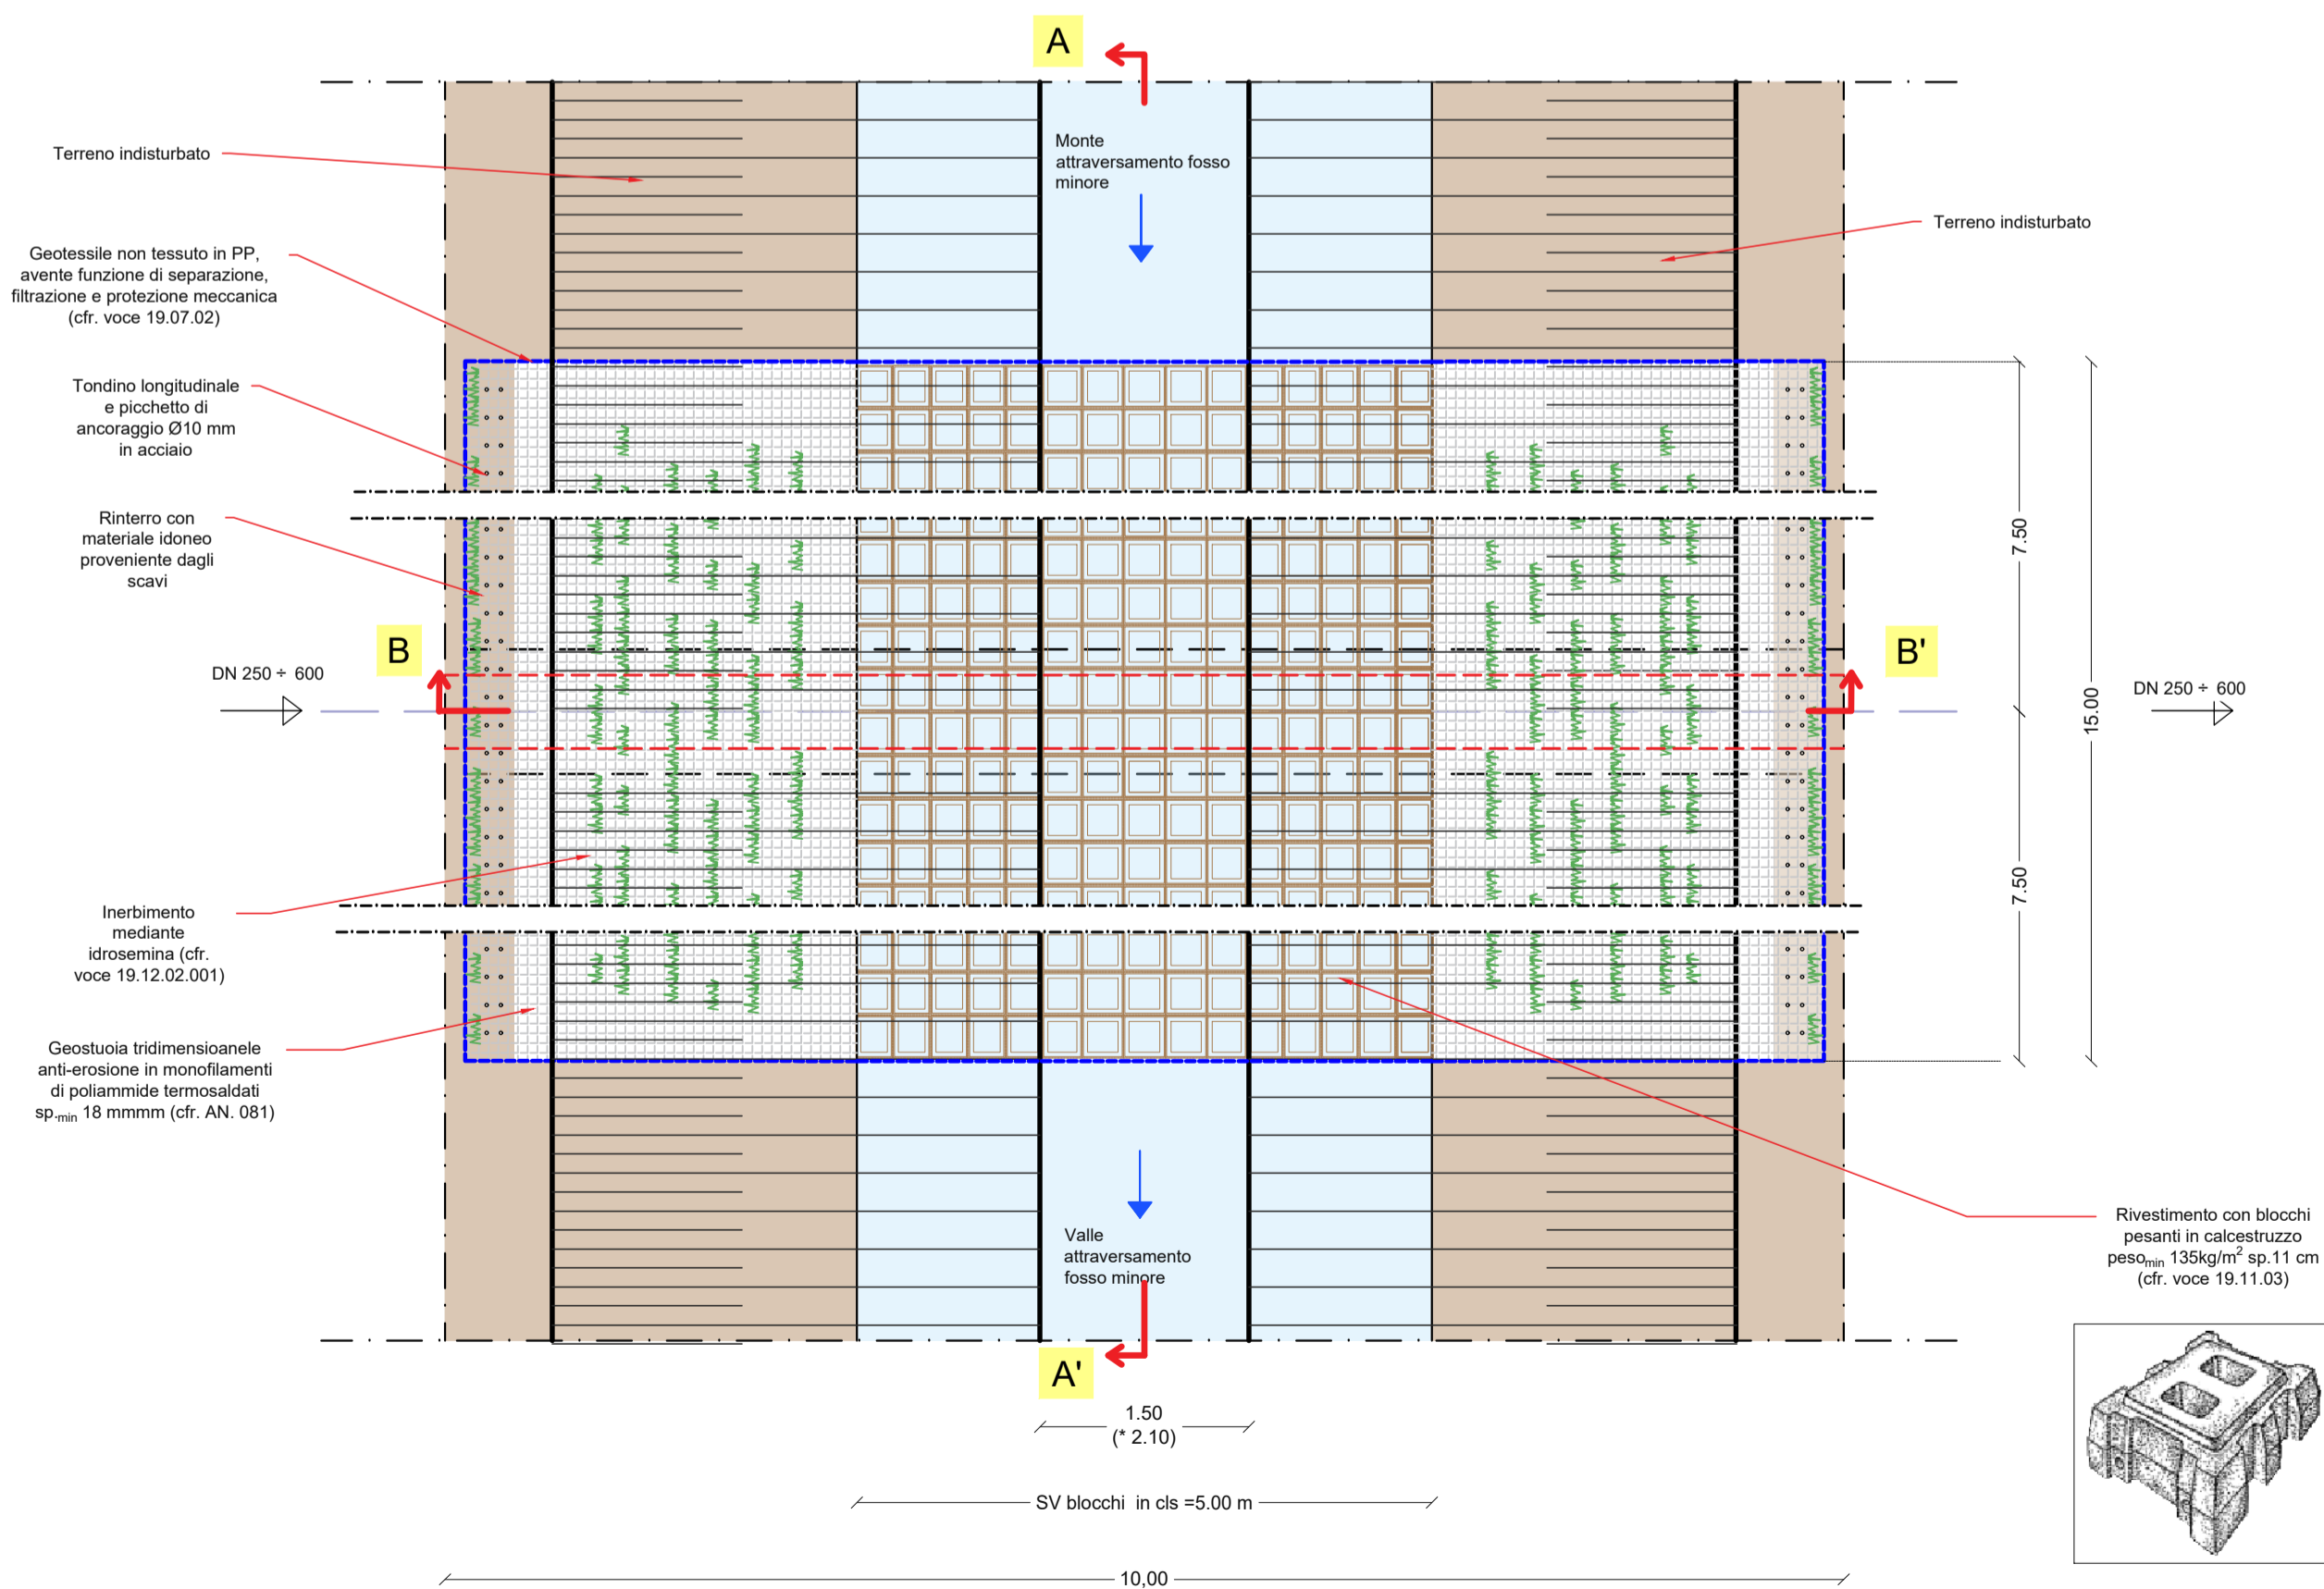 A
Monte
attraversamento fosso
minore
Terreno indisturbato
Terreno indisturbato
Geotessile non tessuto in PP,
avente funzione di separazione,
filtrazione e protezione meccanica
(cfr. voce 19.07.02)
Tondino longitudinale
e picchetto di
ancoraggio Ø10 mm
in acciaio
Rinterro con
materiale idoneo
proveniente dagli
scavi
7.50
B
B'
DN 250 ÷ 600
DN 250 ÷ 600
15.00
7.50
Inerbimento
mediante
idrosemina (cfr.
voce 19.12.02.001)
Geostuoia tridimensioanele
anti-erosione in monofilamenti
di poliammide termosaldati
sp.min 18 mmmm (cfr. AN. 081)
Valle
attraversamento
fosso minore
Rivestimento con blocchi
pesanti in calcestruzzo
pesomin 135kg/m2 sp.11 cm
(cfr. voce 19.11.03)
A'
1.50
(* 2.10)
SV blocchi in cls =5.00 m
10,00